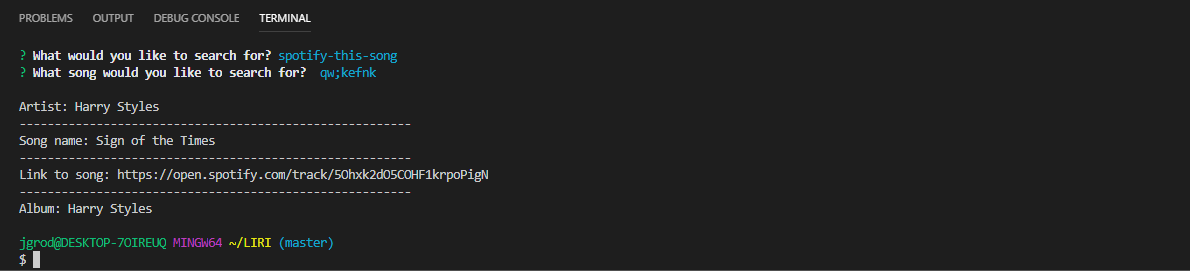 PROBLEMS OUTPUT DEBUG CONSOLE TERMINAL
? What would you like to search for? spotify-this-song
? What song would you like to search for? qw;kefnk
Artist: Harry Styles
--------------------------------------------------------
Song name: Sign of the Times
--------------------------------------------------------
Link to song: https://open.spotify.com/track/5Ohxk2dO5COHF1krpoPigN
--------------------------------------------------------
Album: Harry Styles
jgrod@DESKTOP-7OIREUQ MINGW64 ~/LIRI (master)
$